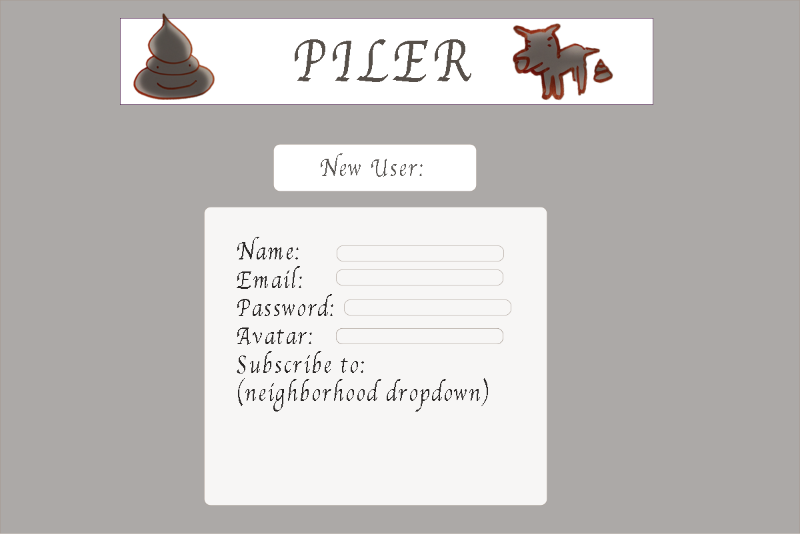 PILER
New User:
Name:
Email:
Password:
Avatar:
Subscribe to:
(neighborhood dropdown)